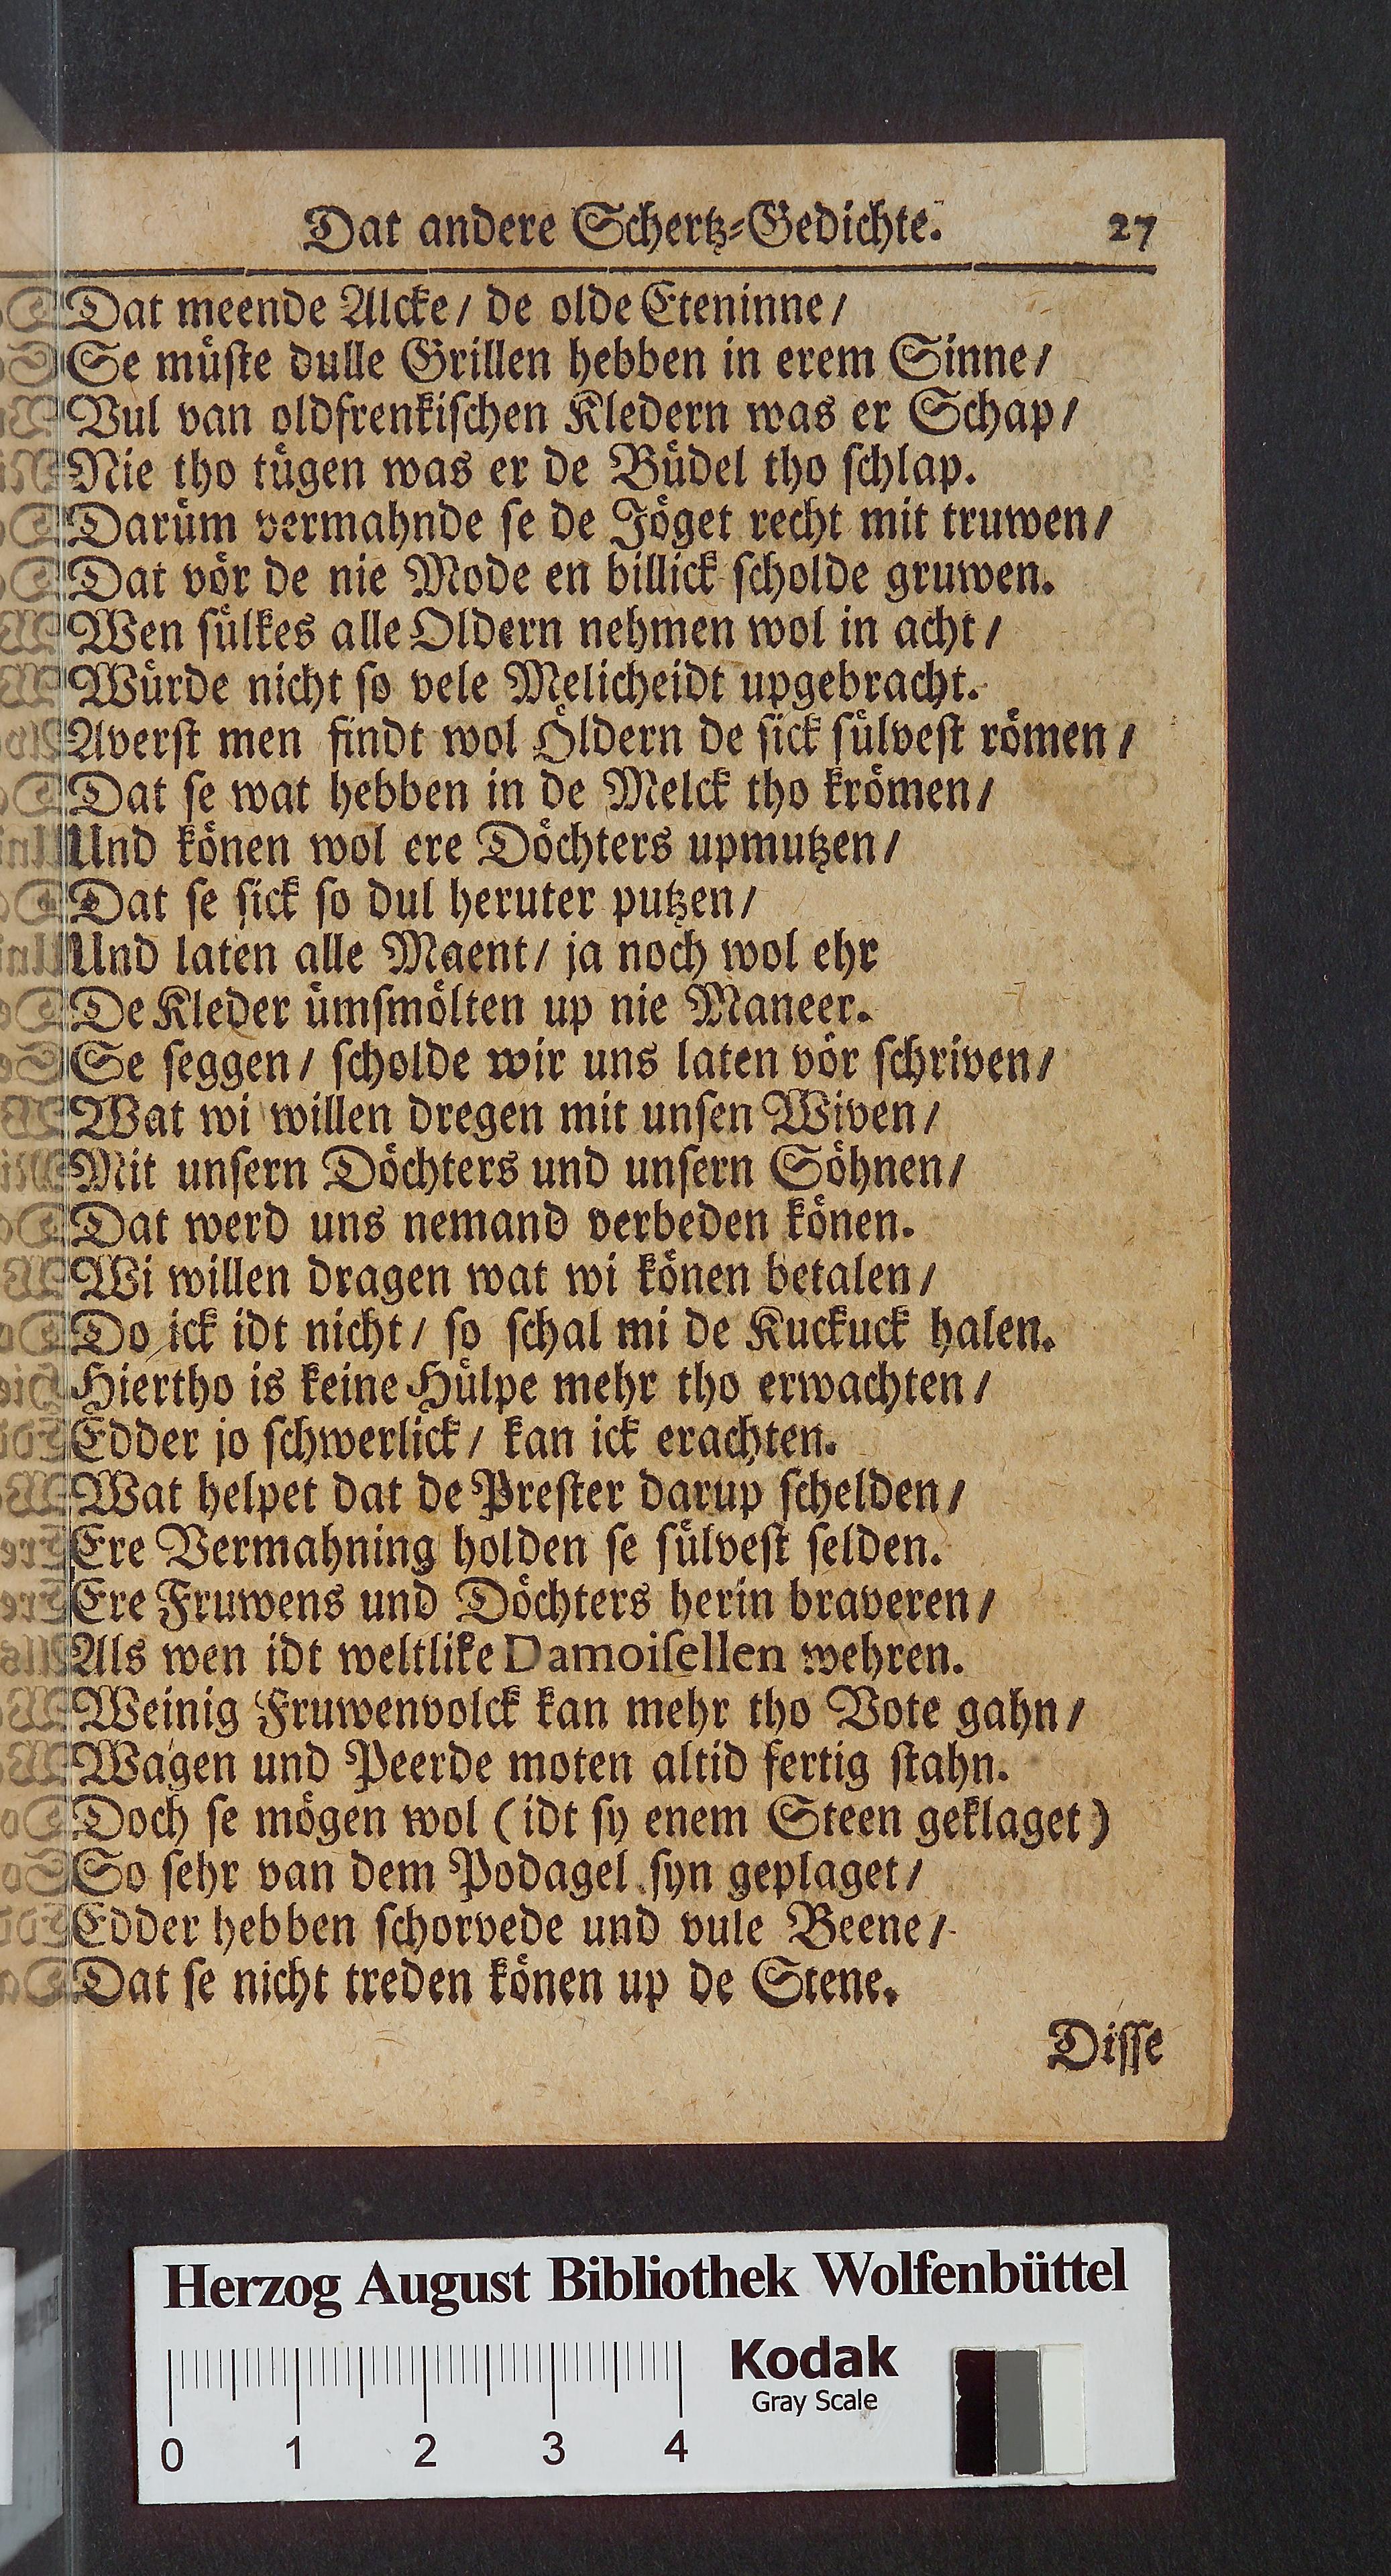 Dat andere Schertz-Gedichte. 27
Dat meende Alcke/ de olde Eteninne/
Se müſte dulle Grillen hebben in erem Sinne/
Vul van oldfrenkiſchen Kledern was er Schap/
Nie tho tügen was er de Büdel tho ſchlap.
Darüm vermahnde ſe de Jöget recht mit truwen/
Dat vör de nie Mode en billick ſcholde gruwen.
Wen ſülkes alle Oldern nehmen wol in acht/
Würde nicht ſo vele Melicheidt upgebracht.
Averſt men findt wol Öldern de ſick ſülveſt römen/
Dat ſe wat hebben in de Melck tho krömen/
Und könen wol ere Döchters upmutzen/
Dat ſe ſick ſo dul heruter putzen/
Und laten alle Maent/ ja noch wol ehr
De Kleder ümſmölten up nie Maneer.
Se ſeggen/ ſcholde wir uns laten vör ſchriven/
Wat wi willen dregen mit unſen Wiven/
Mit unſern Döchters und unſern Söhnen/
Dat werd uns nemand verbeden könen.
Wi willen dragen wat wi könen betalen/
Do ick idt nicht/ ſo ſchal mi de Kuckuck halen.
Hiertho is keine Hülpe mehr tho erwachten/
Edder jo ſchwerlick/ kan ick erachten.
Wat helpet dat de Preſter darup ſchelden/
Ere Vermahning holden ſe ſülveſt ſelden.
Ere Fruwens und Döchters herin braveren/
Als wen idt weltlike Damoiſellen wehren.
Weinig Fruwenvolck kan mehr tho Vote gahn/
Wagen und Peerde moten altid fertig ſtahn.
Doch ſe mögen wol (idt ſy enem Steen geklaget)
So ſehr van dem Podagel ſyn geplaget/
Edder hebben ſchorvede und vule Beene/
Dat ſe nicht treden könen up de Stene.
Diſſe
Herzog August Bibliothek Wolfenbüttel
Kodak
Gray Scale
0 1 2 3 4